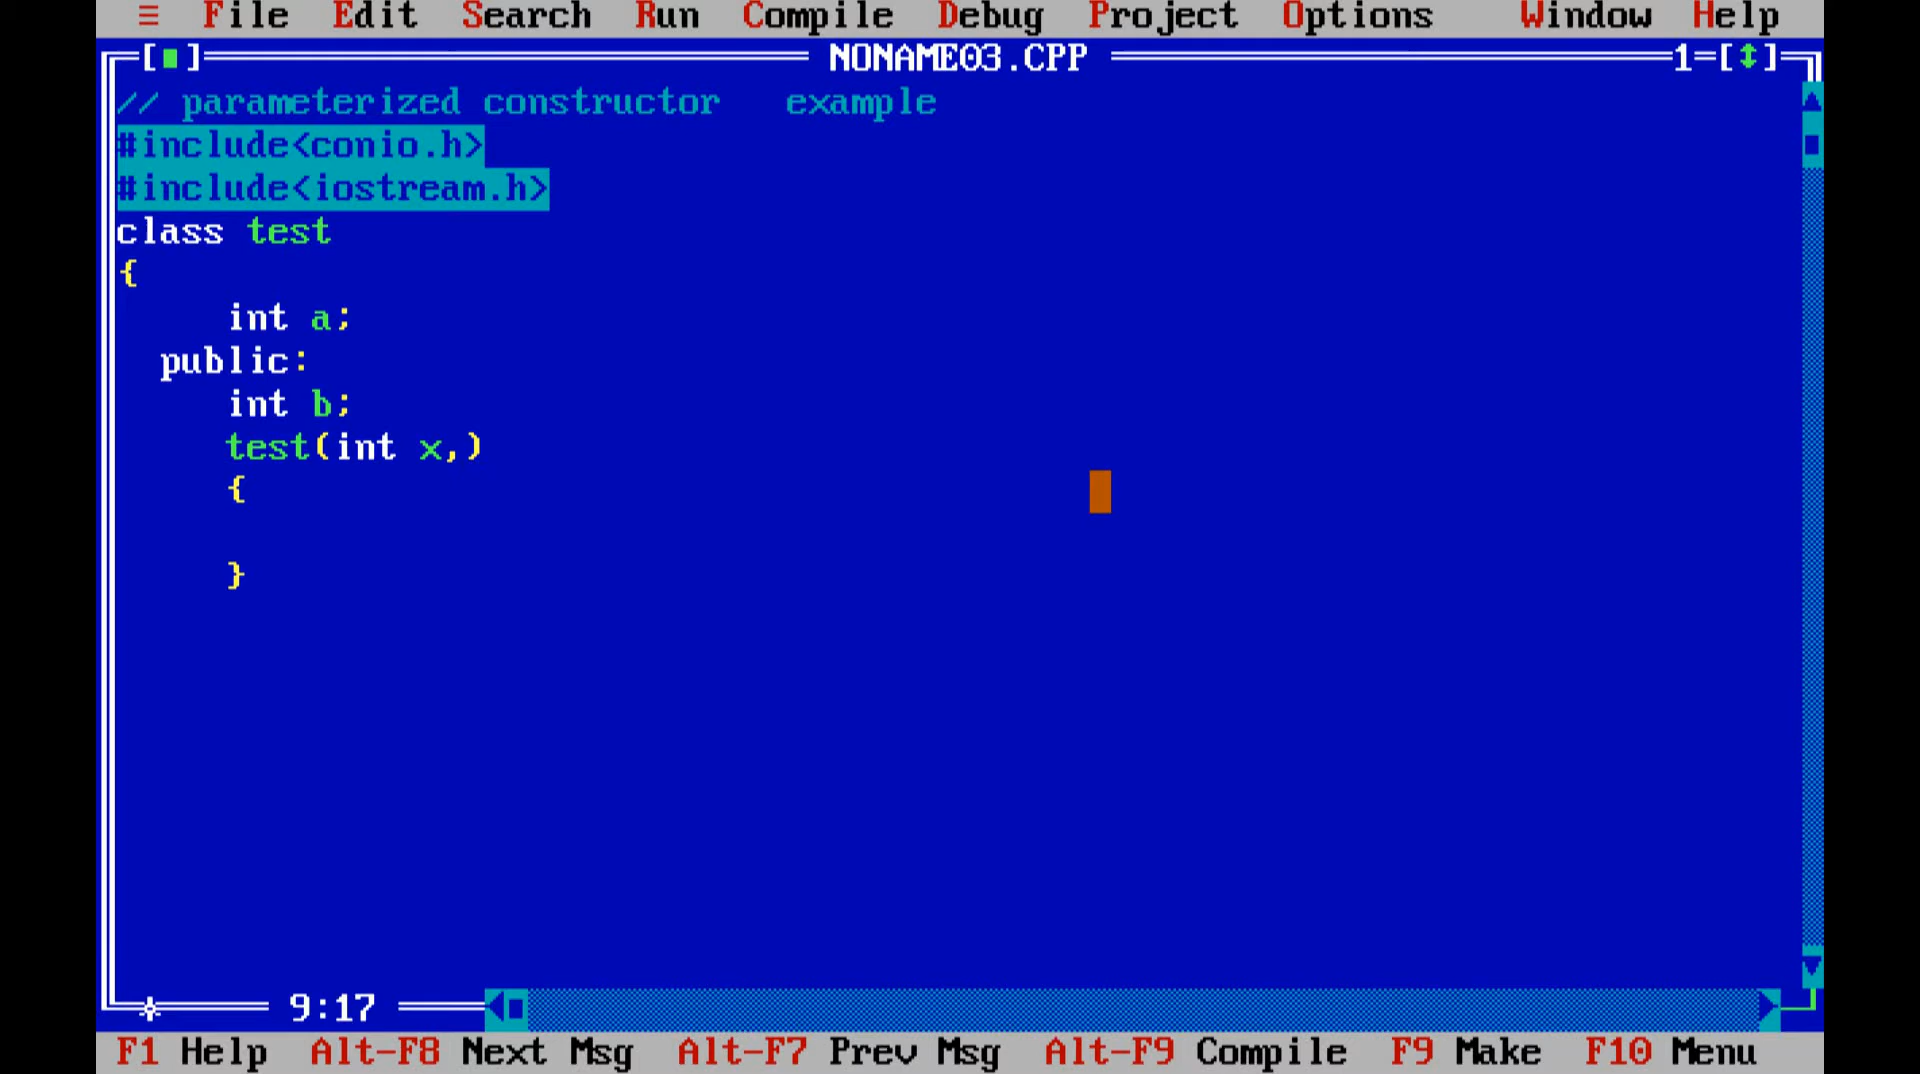 ≡ File Edit Search Run Compile Debug Project Options Window Help
[■] NONAME03.CPP 1=[↕]
// parameterized constructor   example
#include<conio.h>
#include<iostream.h>
class test
{
int a;
public:
int b;
test(int x,)
{
}
9:17
F1 Help Alt-F8 Next Msg Alt-F7 Prev Msg Alt-F9 Compile F9 Make F10 Menu